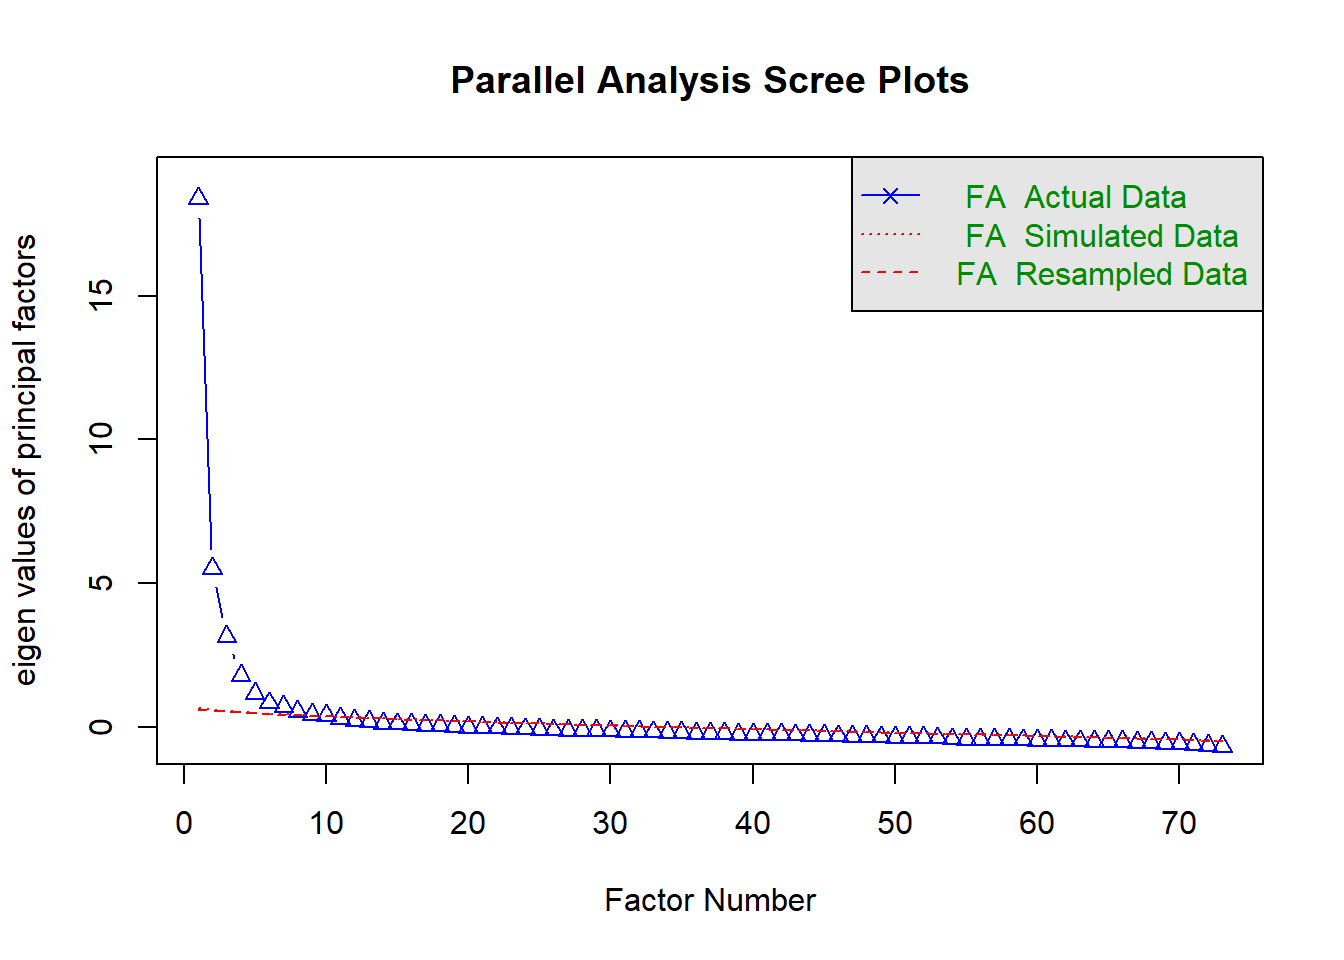 Parallel Analysis Scree Plots
FA Actual Data
FA Simulated Data
FA Resampled Data
eigen values of principal factors
15
10
5
0
0 10 20 30 40 50 60 70
Factor Number